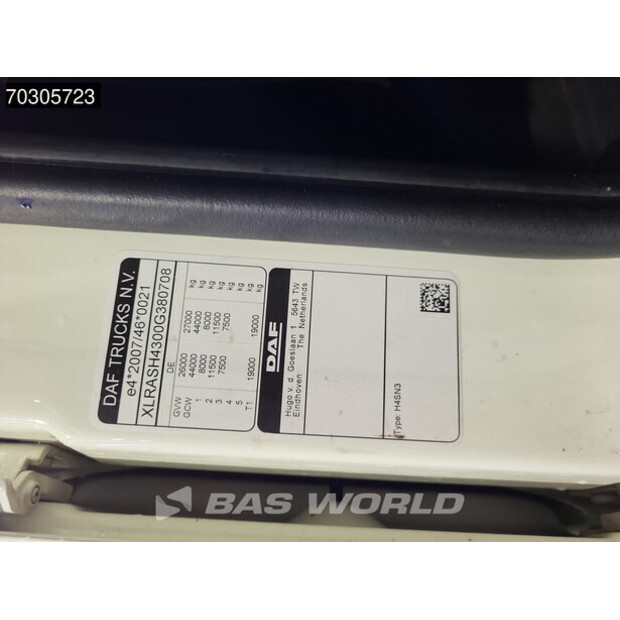 70305723
DAF TRUCKS N.V.
e4*2007/46*0021
XLRASH4300G380708
DE
GVW 26000 27000 kg
GCW 44000 44000 kg
1 8000 8000 kg
2 11500 11500 kg
3 7500 7500 kg
4 kg
5 kg
T1 19000 19000 kg
DAF
Hugo v. d. Goeslaan 1 , 5643 TW
Eindhoven The Netherlands
Type: H4SN3
BAS WORLD